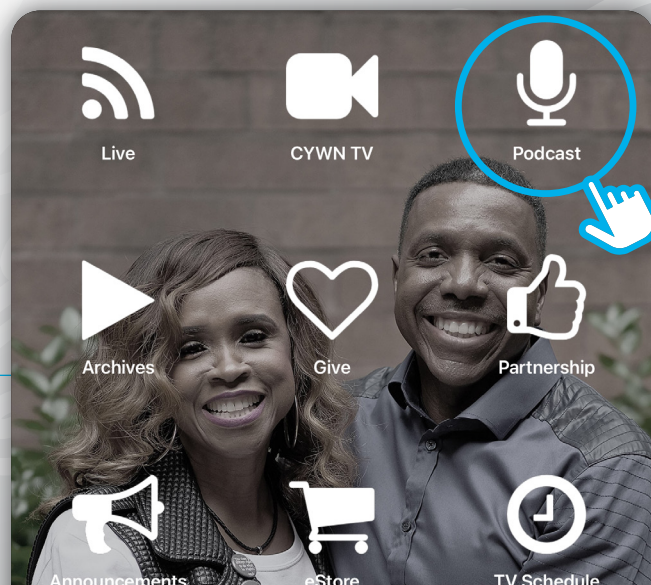 Live
CYWN TV
Podcast
Archives
Give
Partnership
Announcements
eStore
TV Schedule